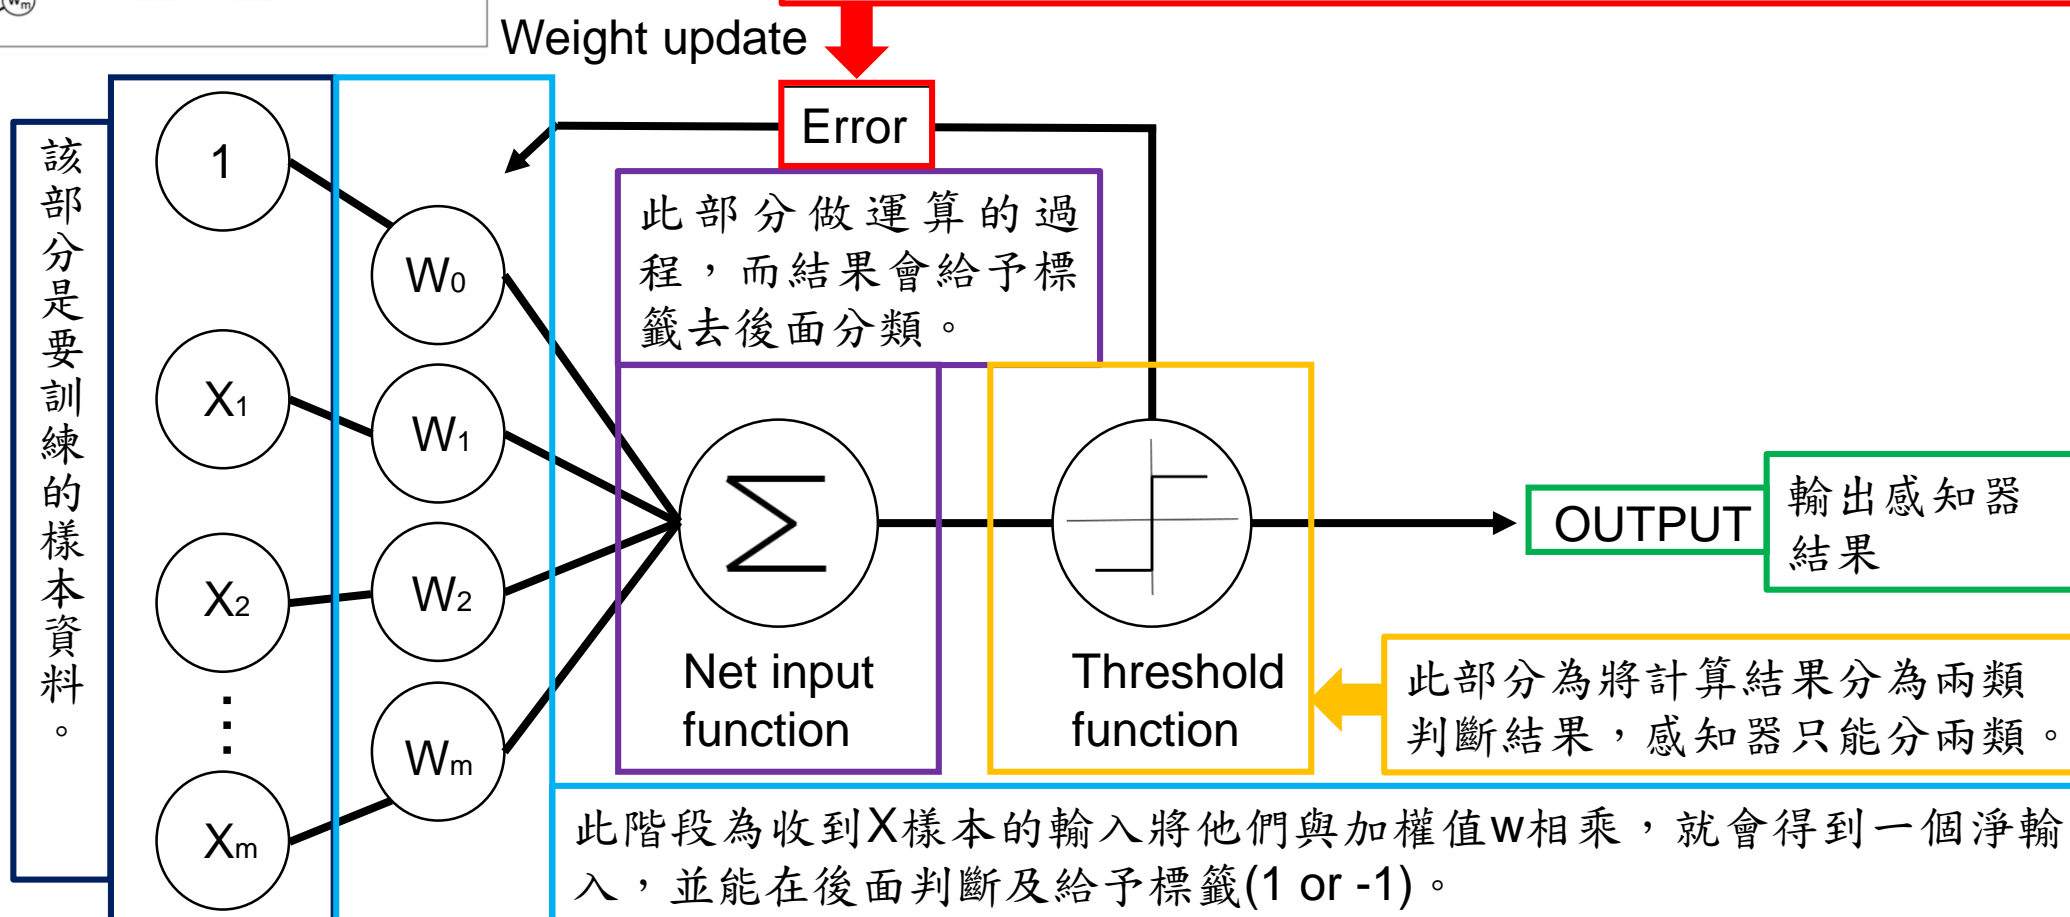 Wm
Weight update
Error
該部分是要訓練的樣本資料。
1
X1
X2
⋮
Xm
W0
W1
W2
Wm
此部分做運算的過
程，而結果會給予標
籤去後面分類。
Σ
Net input
function
Threshold
function
OUTPUT
輸出感知器
結果
此部分為將計算結果分為兩類
判斷結果，感知器只能分兩類。
此階段為收到X樣本的輸入將他們與加權值w相乘，就會得到一個淨輸
入，並能在後面判斷及給予標籤(1 or -1)。